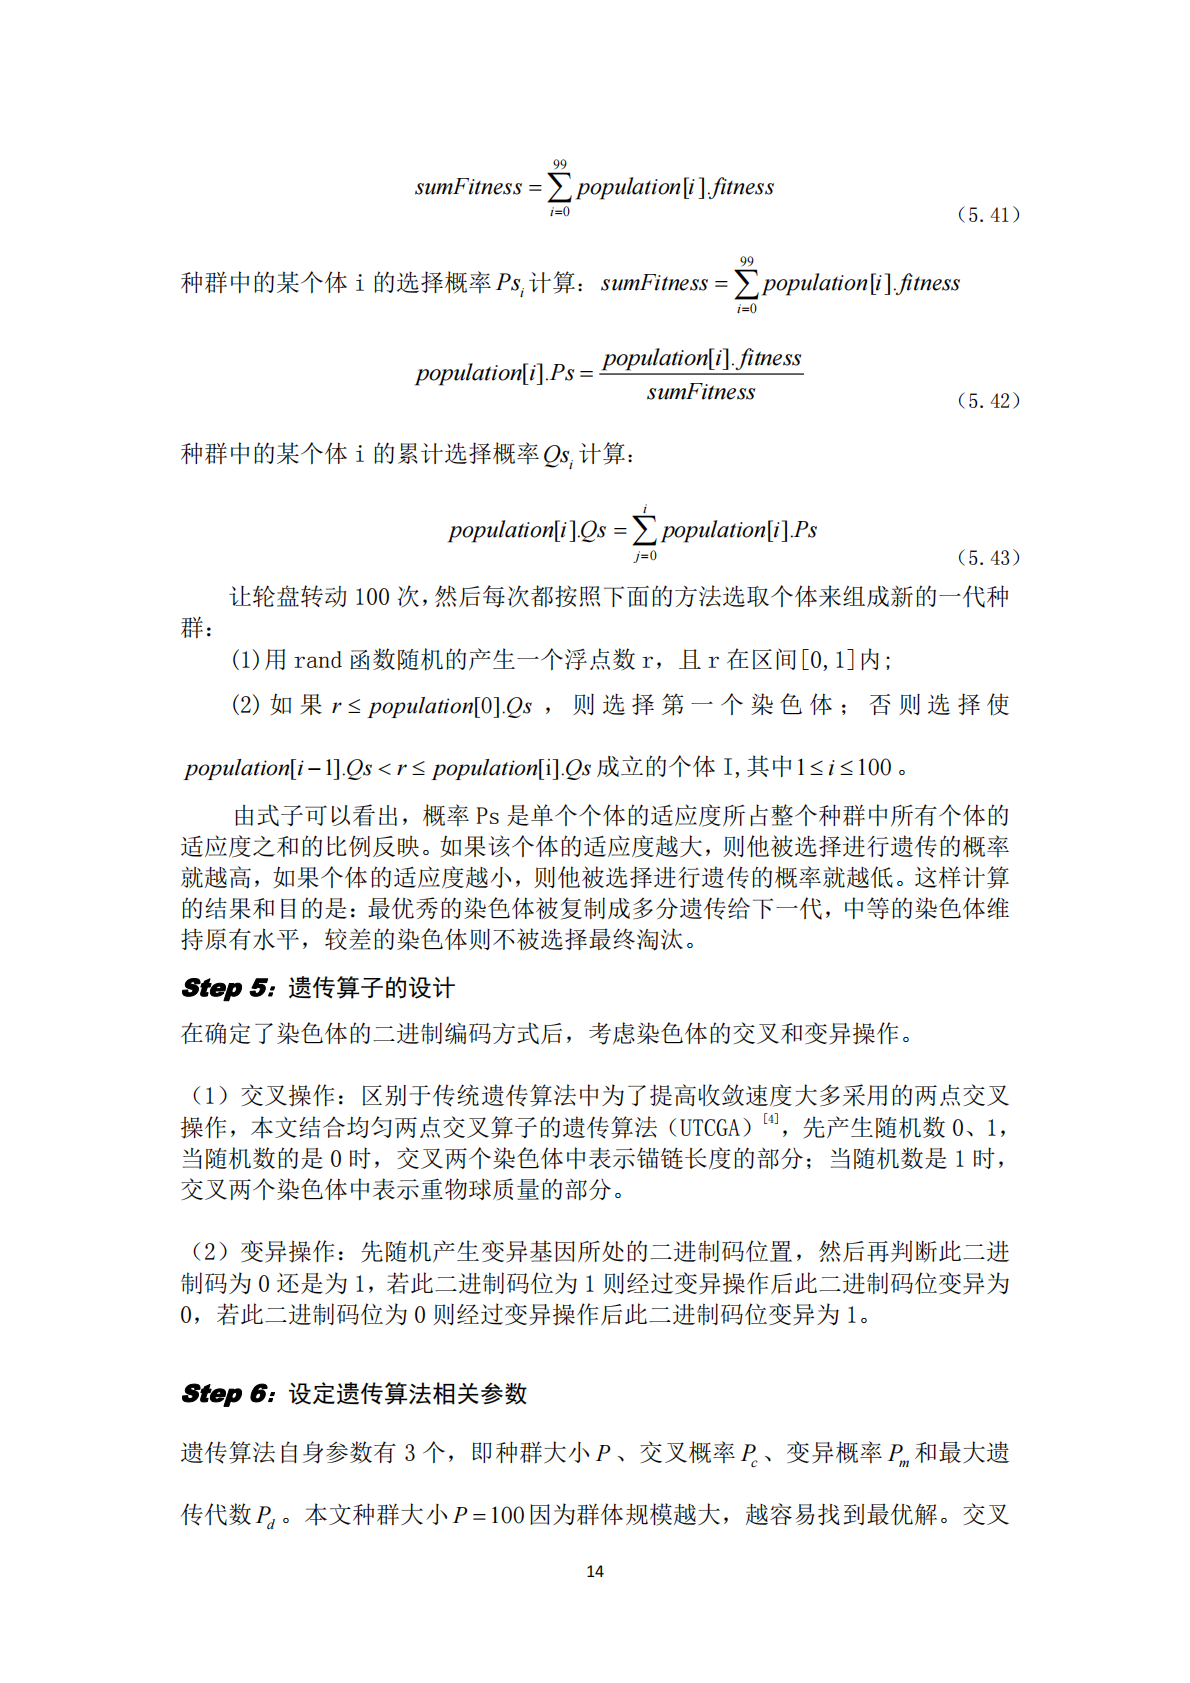 sumFitness = \sum_{i=0}^{99} population[i].fitness
（5.41）
种群中的某个体 i 的选择概率 Ps_i 计算：sumFitness = \sum_{i=0}^{99} population[i].fitness
population[i].Ps = \frac{population[i].fitness}{sumFitness}
（5.42）
种群中的某个体 i 的累计选择概率 Qs_i 计算：
population[i].Qs = \sum_{j=0}^{i} population[i].Ps
（5.43）
让轮盘转动 100 次，然后每次都按照下面的方法选取个体来组成新的一代种
群：
(1)用 rand 函数随机的产生一个浮点数 r，且 r 在区间[0,1]内；
(2) 如果 r ≤ population[0].Qs ，则选择第一个染色体；否则选择使
population[i−1].Qs < r ≤ population[i].Qs 成立的个体 I,其中 1 ≤ i ≤ 100 。
由式子可以看出，概率 Ps 是单个个体的适应度所占整个种群中所有个体的
适应度之和的比例反映。如果该个体的适应度越大，则他被选择进行遗传的概率
就越高，如果个体的适应度越小，则他被选择进行遗传的概率就越低。这样计算
的结果和目的是：最优秀的染色体被复制成多分遗传给下一代，中等的染色体维
持原有水平，较差的染色体则不被选择最终淘汰。
Step 5：遗传算子的设计
在确定了染色体的二进制编码方式后，考虑染色体的交叉和变异操作。
（1）交叉操作：区别于传统遗传算法中为了提高收敛速度大多采用的两点交叉
操作，本文结合均匀两点交叉算子的遗传算法（UTCGA）[4]，先产生随机数 0、1，
当随机数的是 0 时，交叉两个染色体中表示锚链长度的部分；当随机数是 1 时，
交叉两个染色体中表示重物球质量的部分。
（2）变异操作：先随机产生变异基因所处的二进制码位置，然后再判断此二进
制码为 0 还是为 1，若此二进制码位为 1 则经过变异操作后此二进制码位变异为
0，若此二进制码位为 0 则经过变异操作后此二进制码位变异为 1。
Step 6：设定遗传算法相关参数
遗传算法自身参数有 3 个，即种群大小 P 、交叉概率 P_c 、变异概率 P_m 和最大遗
传代数 P_d 。本文种群大小 P = 100 因为群体规模越大，越容易找到最优解。交叉
14